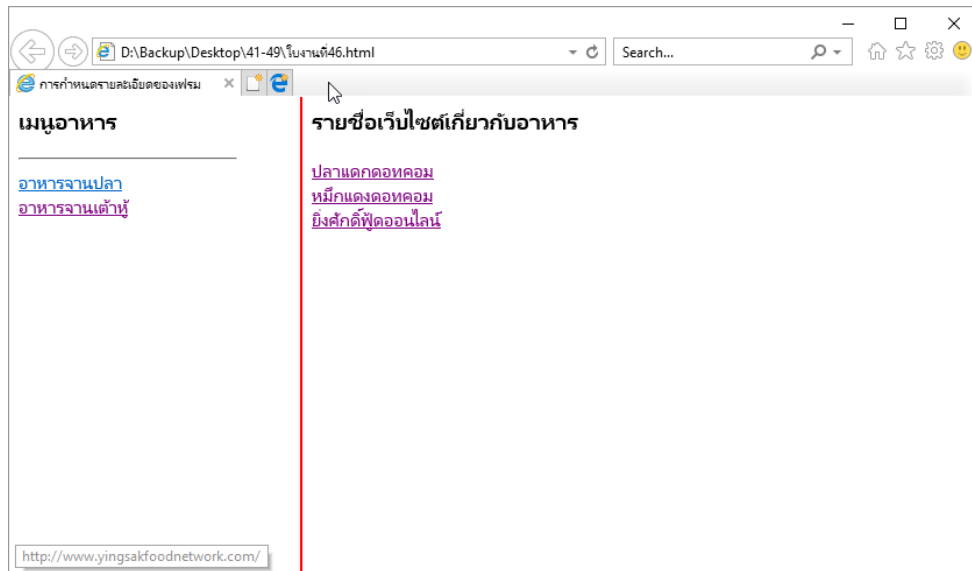 D:\Backup\Desktop\41-49\ใบงานที่46.html
Search...
การกำหนดรายละเอียดของเฟรม
เมนูอาหาร
อาหารจานปลา
อาหารจานเต้าหู้
รายชื่อเว็บไซต์เกี่ยวกับอาหาร
ปลาแดกดอทคอม
หมึกแดงดอทคอม
ยิ่งศักดิ์ฟู้ดออนไลน์
http://www.yingsakfoodnetwork.com/